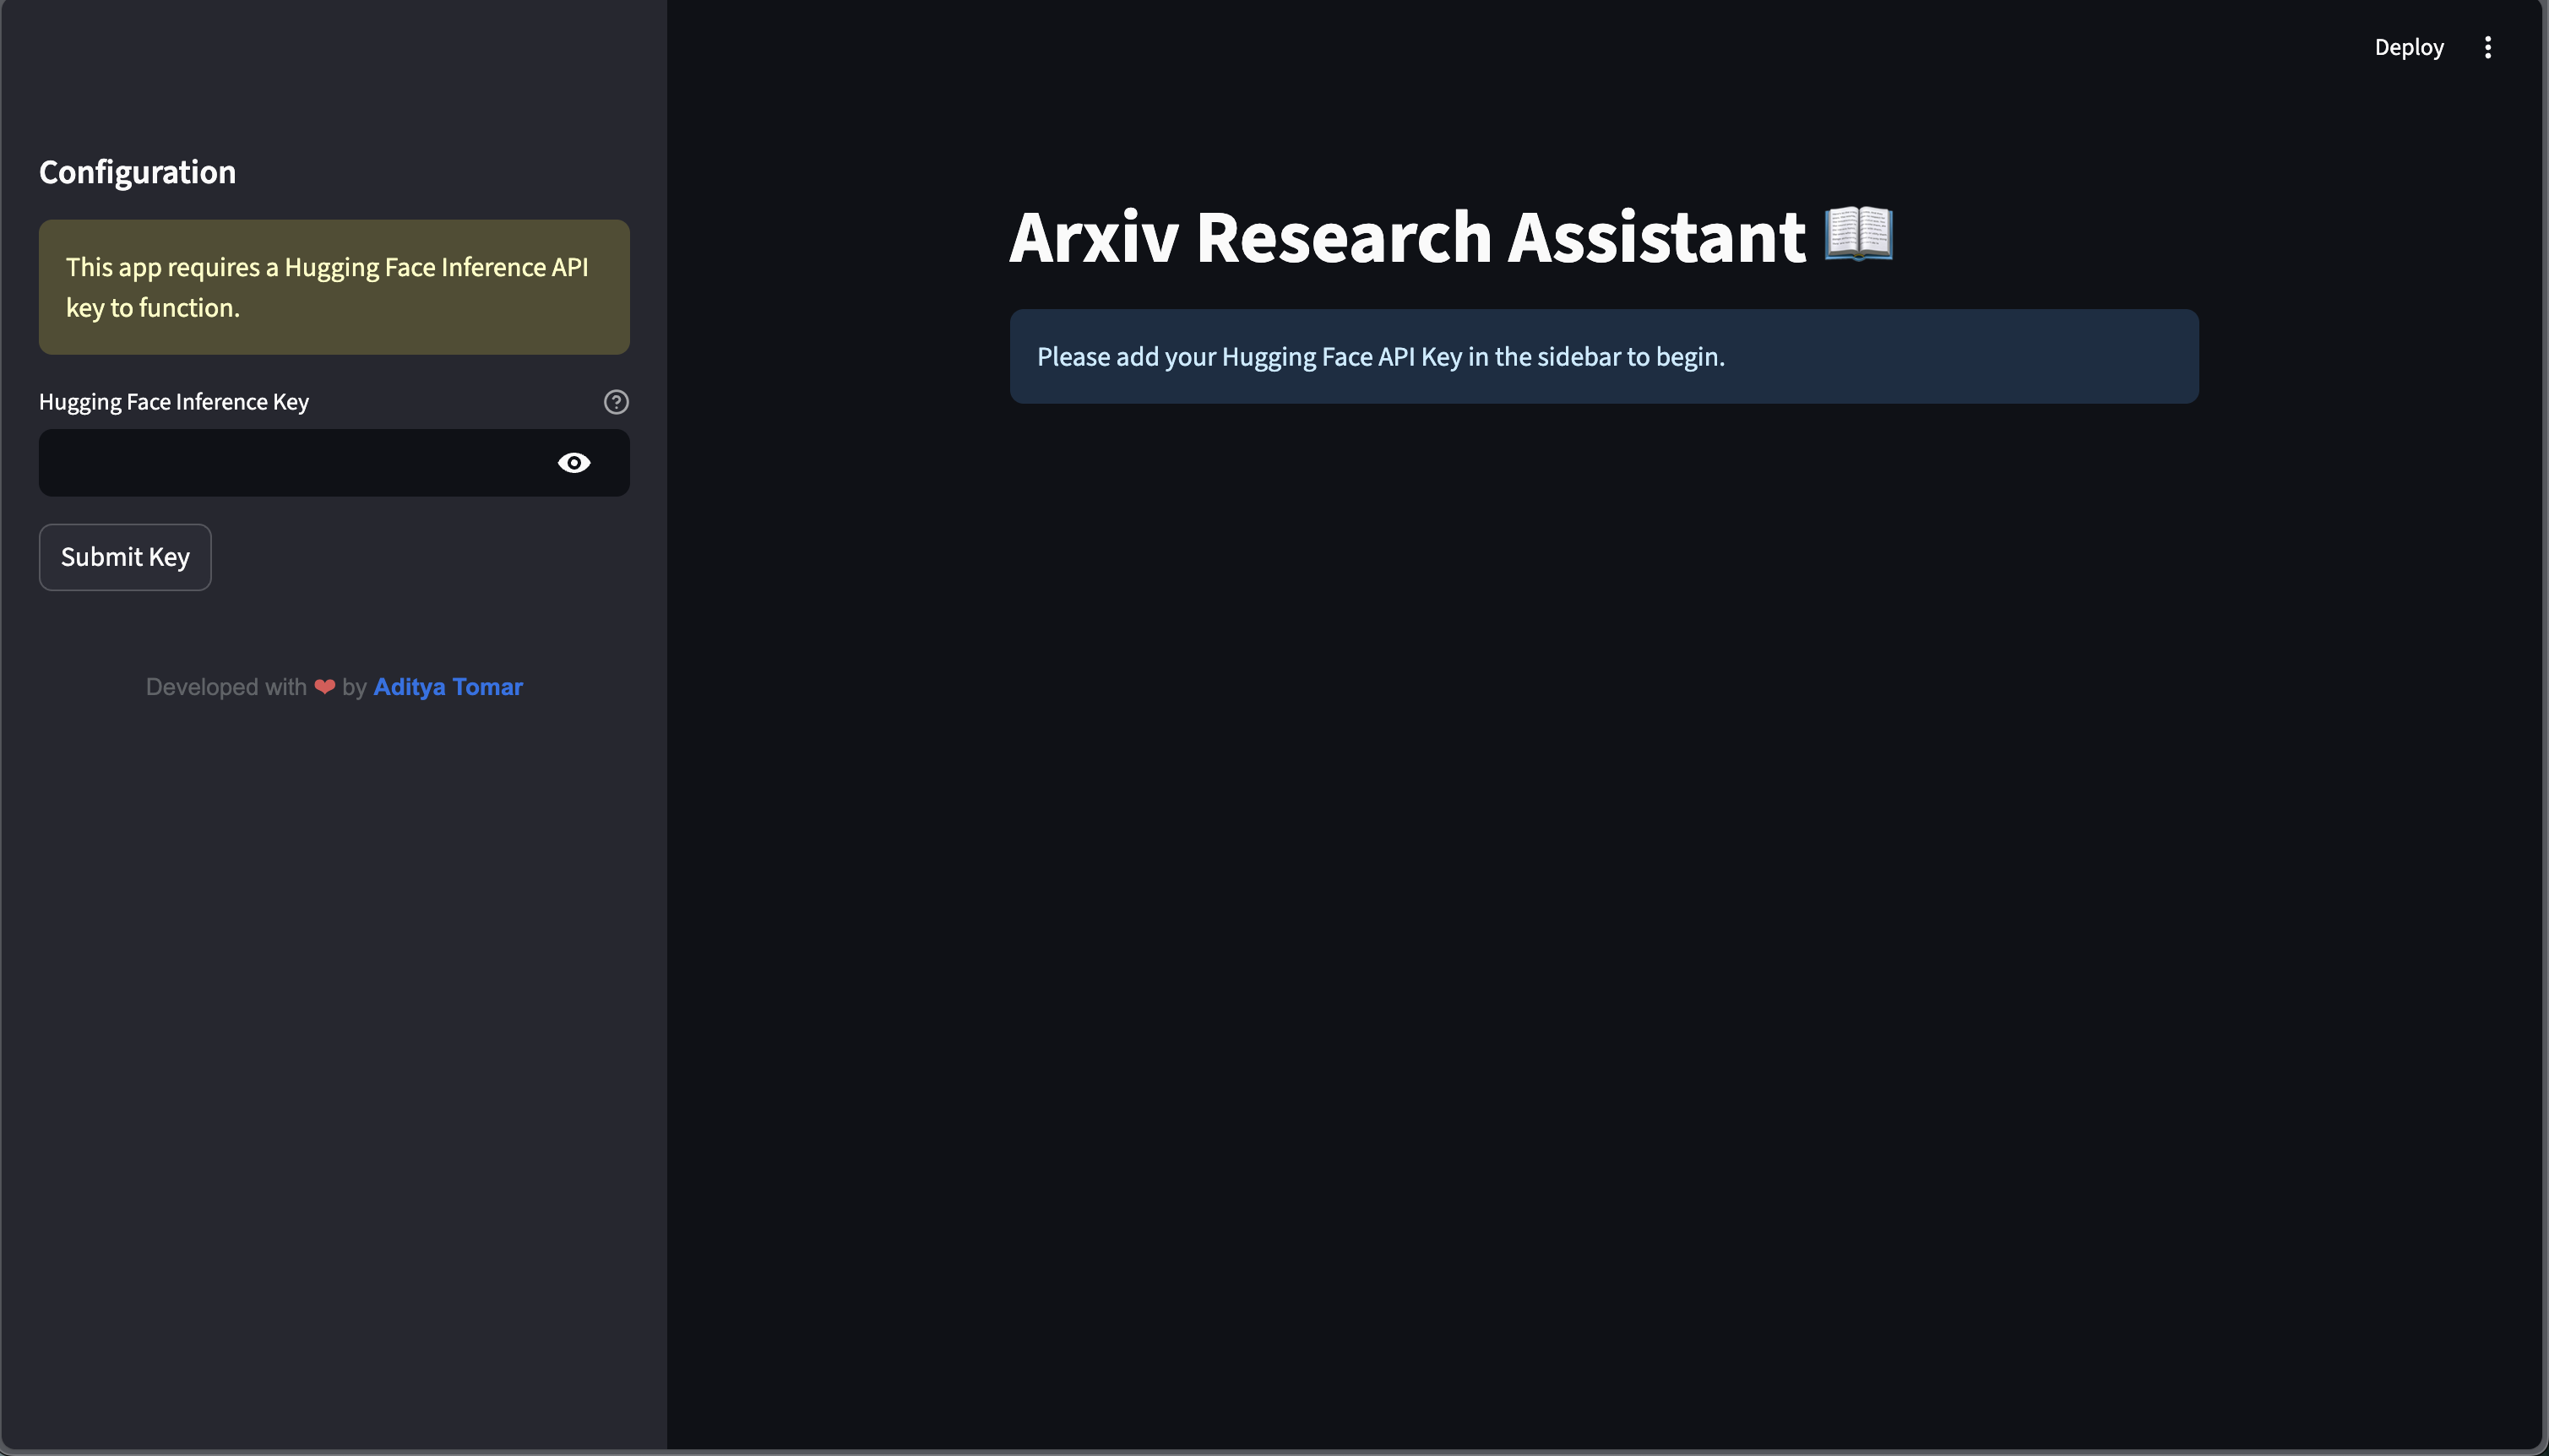 Deploy
Configuration
This app requires a Hugging Face Inference API
key to function.
Hugging Face Inference Key
Submit Key
Developed with ❤ by Aditya Tomar
Arxiv Research Assistant 📖
Please add your Hugging Face API Key in the sidebar to begin.